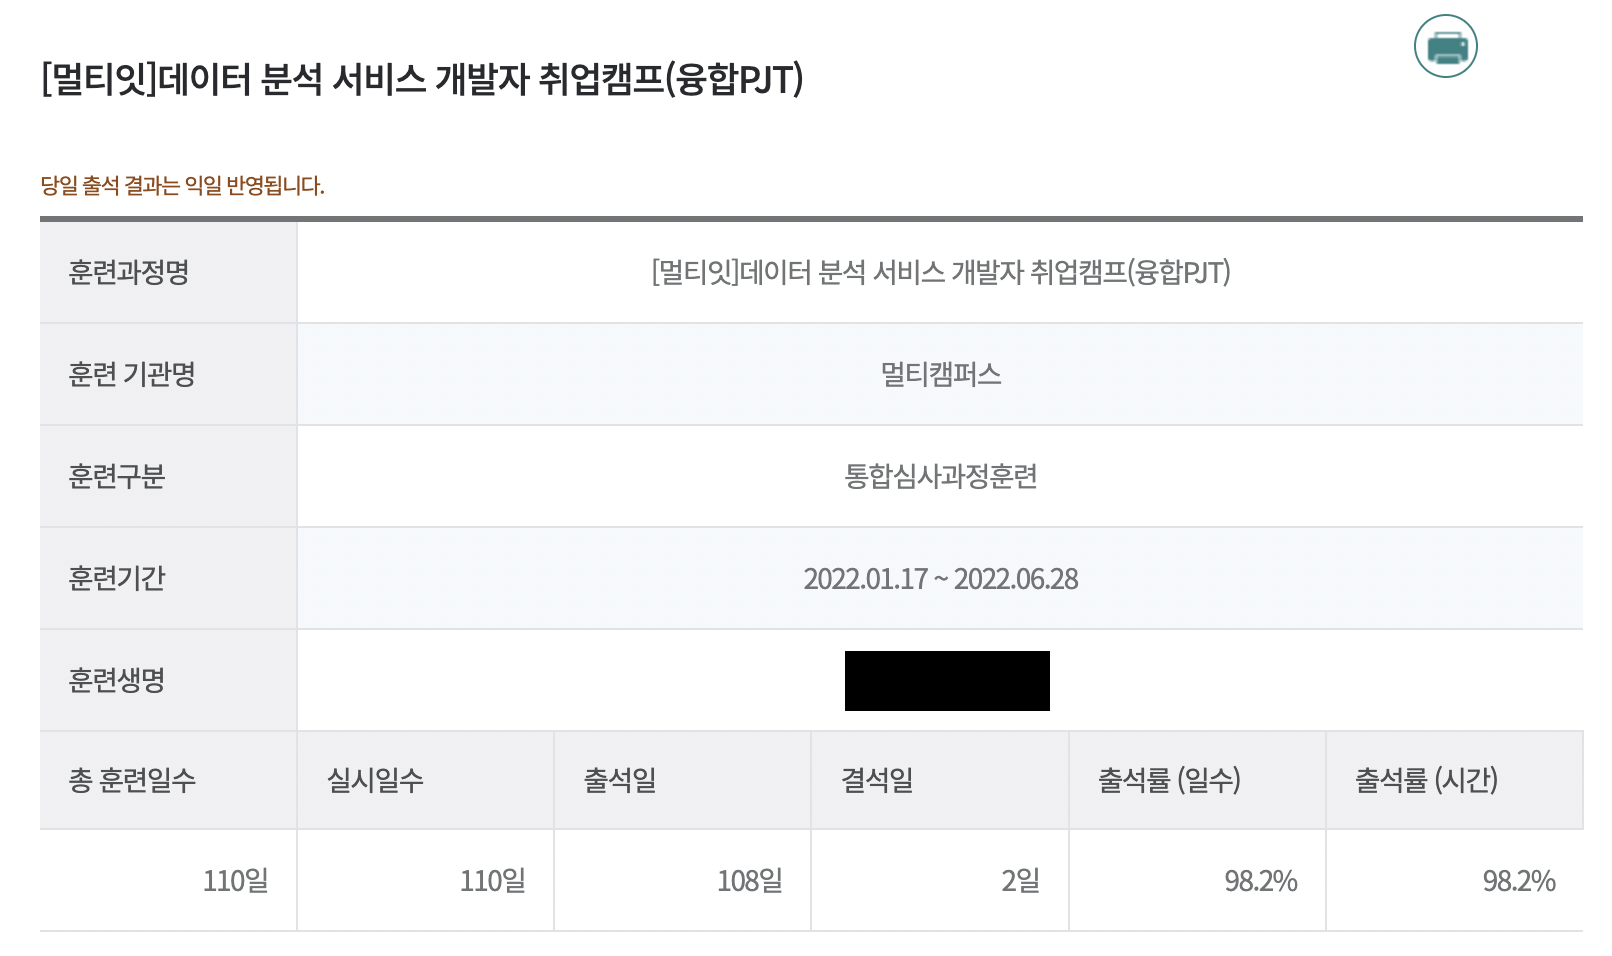 [멀티잇]데이터 분석 서비스 개발자 취업캠프(융합PJT)
당일 출석 결과는 익일 반영됩니다.
훈련과정명 [멀티잇]데이터 분석 서비스 개발자 취업캠프(융합PJT)
훈련 기관명 멀티캠퍼스
훈련구분 통합심사과정훈련
훈련기간 2022.01.17 ~ 2022.06.28
훈련생명
총 훈련일수 실시일수 출석일 결석일 출석률 (일수) 출석률 (시간)
110일 110일 108일 2일 98.2% 98.2%